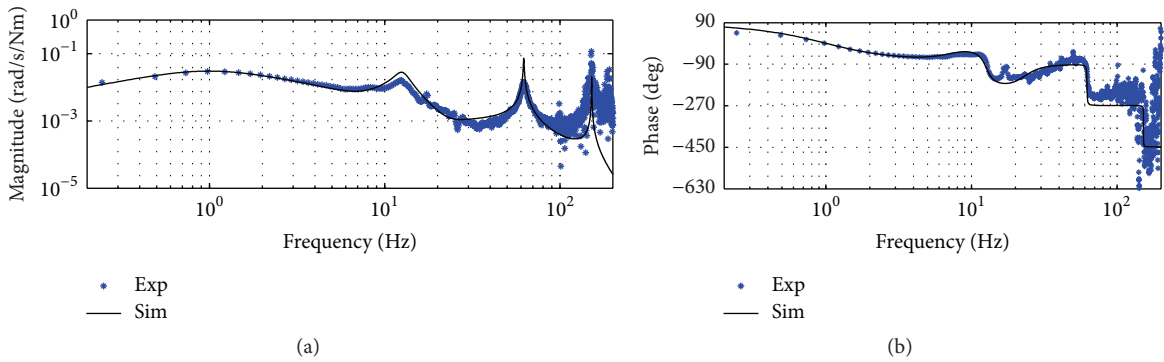 10^0
10^-1
10^-3
10^-5
Magnitude (rad/s/Nm)
10^0
10^1
10^2
Frequency (Hz)
Exp
Sim
(a)
90
−90
−270
−450
−630
Phase (deg)
10^0
10^1
10^2
Frequency (Hz)
Exp
Sim
(b)